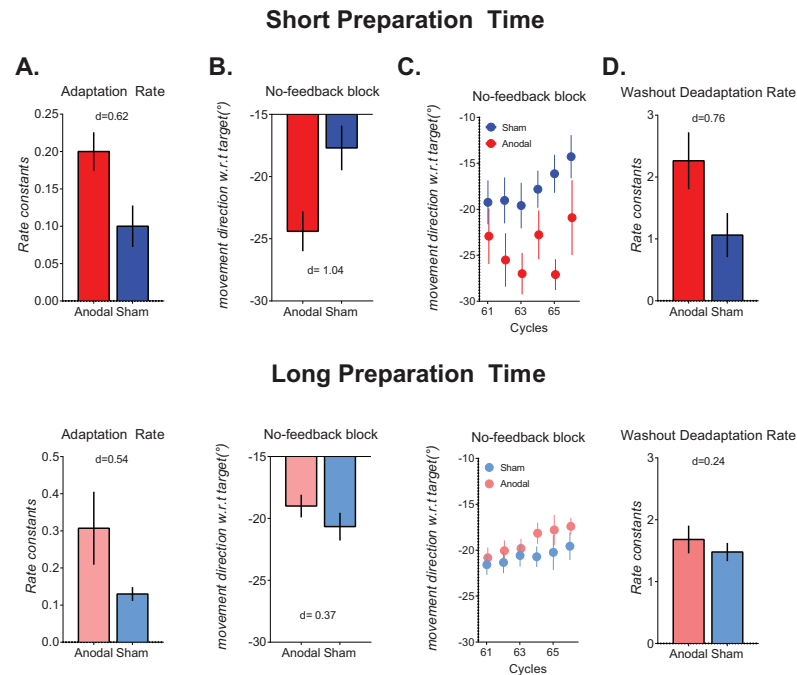 Short Preparation Time
A.
Adaptation Rate
d=0.62
Rate constants
0.25
0.20
0.15
0.10
0.05
0.00
Anodal Sham
B.
No-feedback block
movement direction w.r.t target(°)
-15
-20
-25
-30
d= 1.04
Anodal Sham
C.
No-feedback block
movement direction w.r.t target(°)
-10
-15
-20
-25
-30
Sham
Anodal
61 63 65
Cycles
D.
Washout Deadaptation Rate
d=0.76
Rate constants
3
2
1
0
Anodal Sham
Long Preparation Time
Adaptation Rate
d=0.54
Rate constants
0.5
0.4
0.3
0.2
0.1
0.0
Anodal Sham
No-feedback block
movement direction w.r.t target(°)
-15
-20
-25
-30
d= 0.37
Anodal Sham
No-feedback block
movement direction w.r.t target(°)
-10
-15
-20
-25
-30
Sham
Anodal
61 63 65
Cycles
Washout Deadaptation Rate
d=0.24
Rate constants
3
2
1
0
Anodal Sham